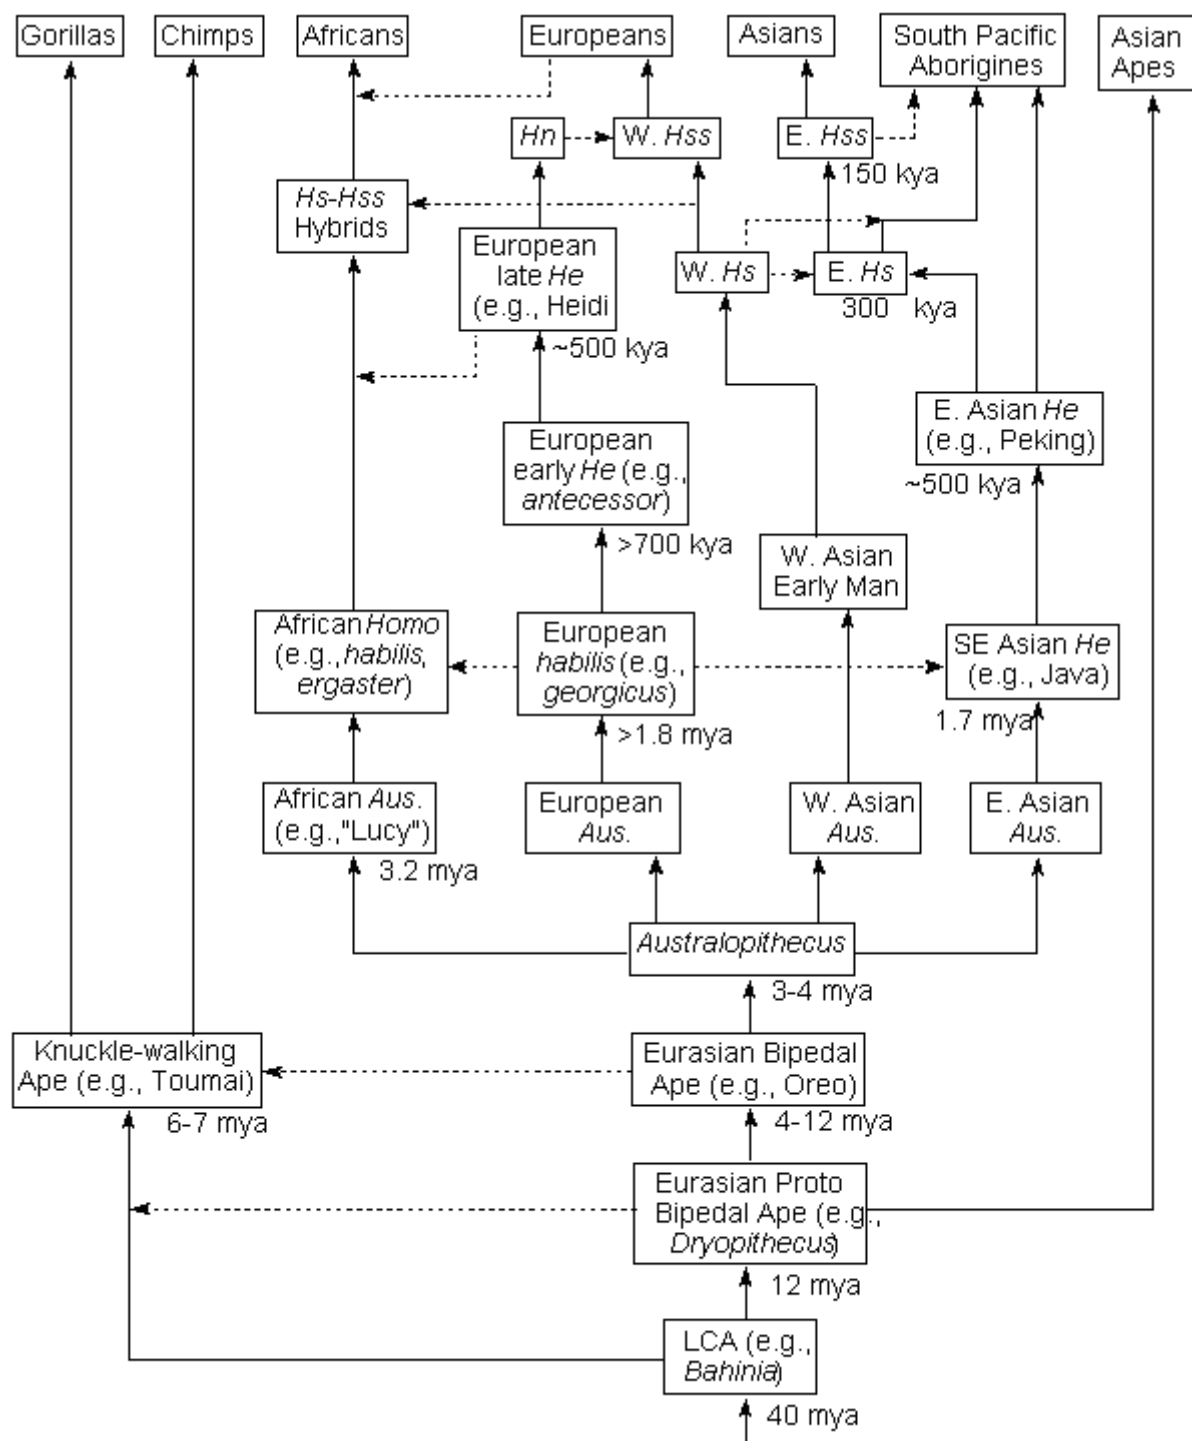 Gorillas
Chimps
Africans
Europeans
Asians
South Pacific
Aborigines
Asian
Apes
Hn
W. Hss
E. Hss
150 kya
Hs-Hss
Hybrids
European
late He
(e.g., Heidi
~500 kya
W. Hs
E. Hs
300 kya
E. Asian He
(e.g., Peking)
~500 kya
European
early He (e.g.,
antecessor)
>700 kya
W. Asian
Early Man
African Homo
(e.g., habilis,
ergaster)
European
habilis (e.g.,
georgicus)
>1.8 mya
SE Asian He
(e.g., Java)
1.7 mya
African Aus.
(e.g.,"Lucy")
3.2 mya
European
Aus.
W. Asian
Aus.
E. Asian
Aus.
Australopithecus
3-4 mya
Knuckle-walking
Ape (e.g., Toumai)
6-7 mya
Eurasian Bipedal
Ape (e.g., Oreo)
4-12 mya
Eurasian Proto
Bipedal Ape (e.g.,
Dryopithecus)
12 mya
LCA (e.g.,
Bahinia)
40 mya